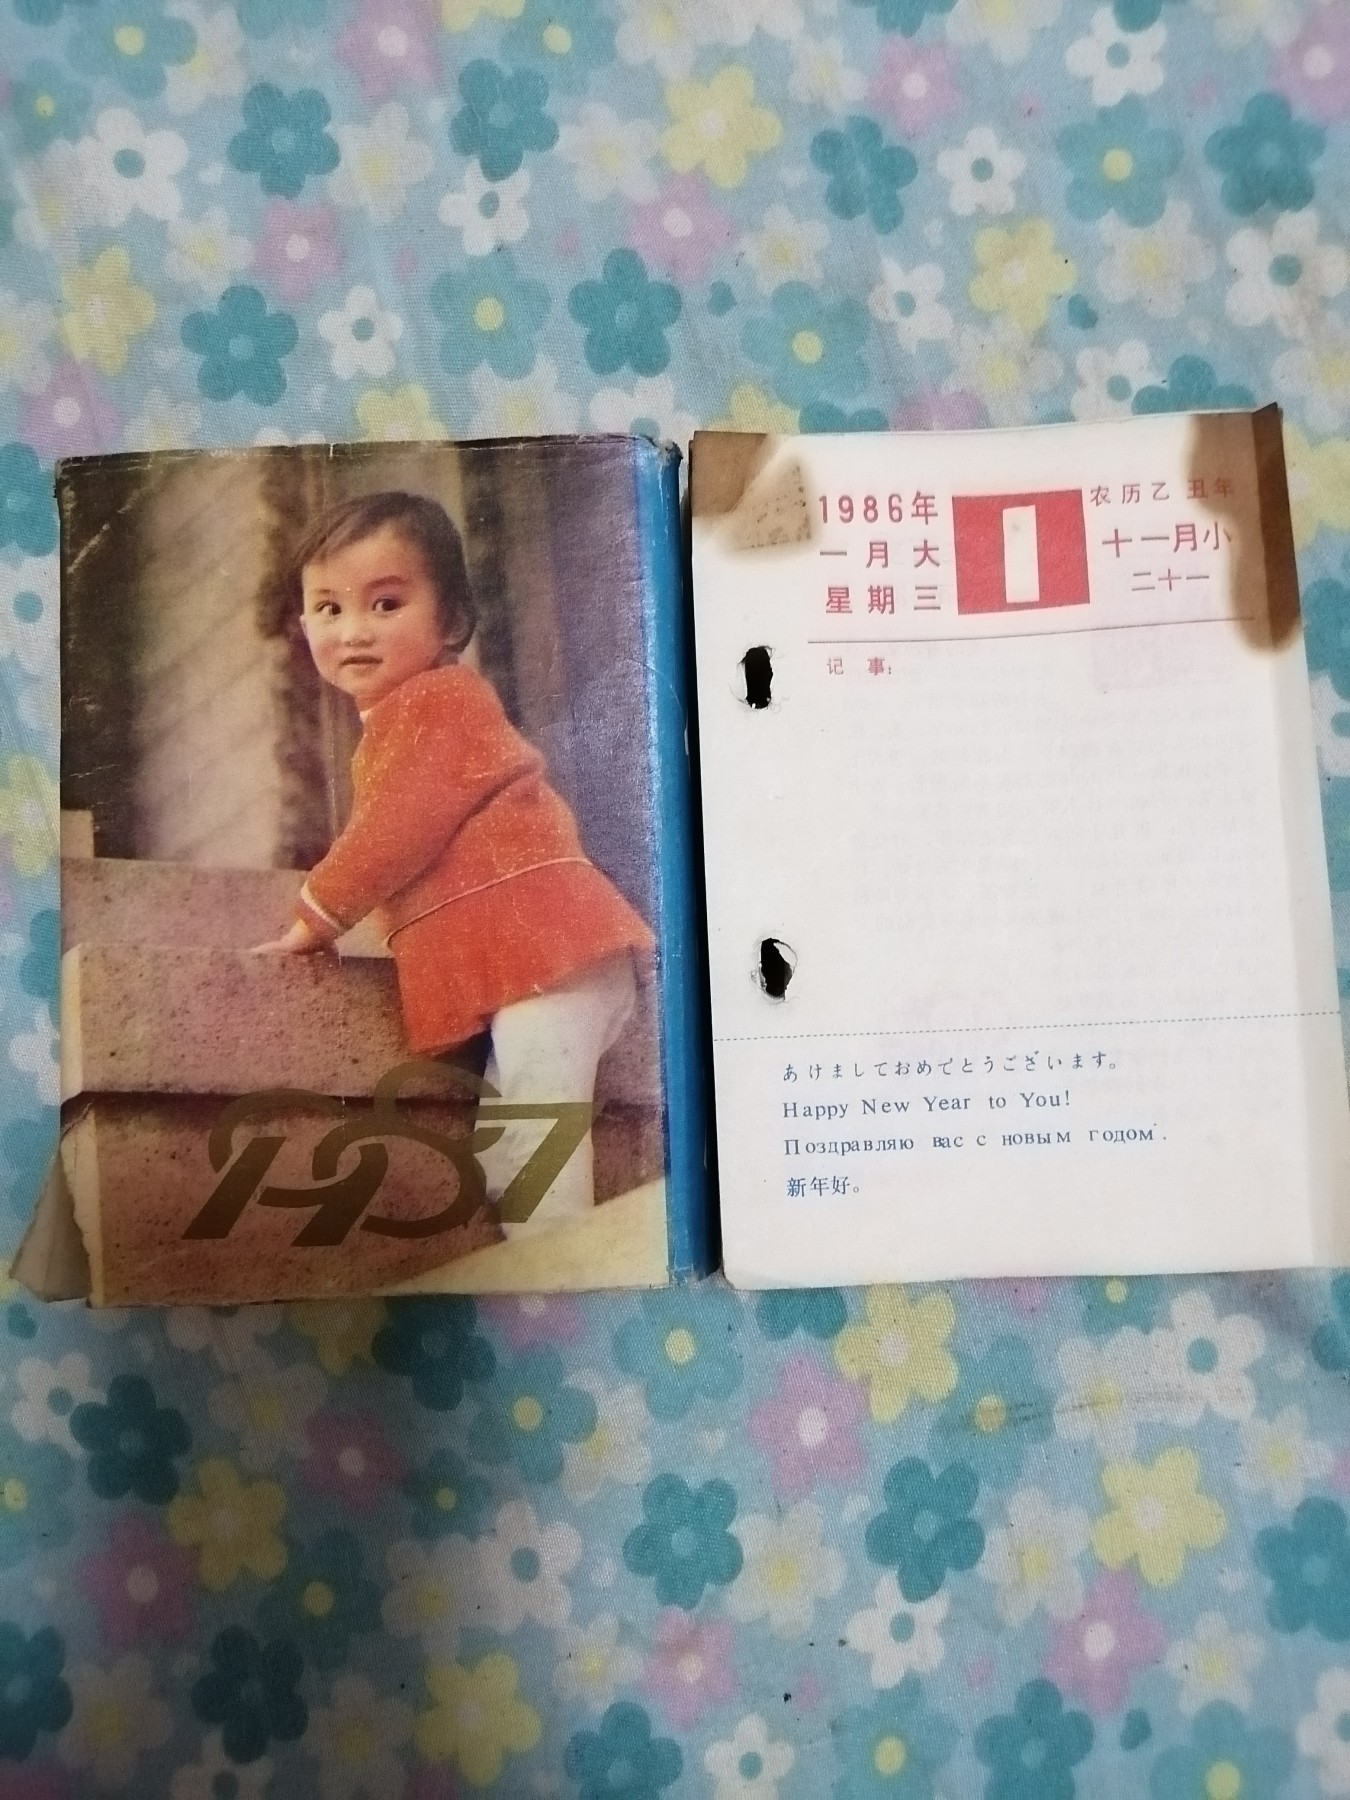 1987
1986年
一月大
星期三
1
农历乙丑年
十一月小
二十一
记事:
あけましておめでとうございます。
Happy New Year to You!
Поздравляю вас с новым годом.
新年好。